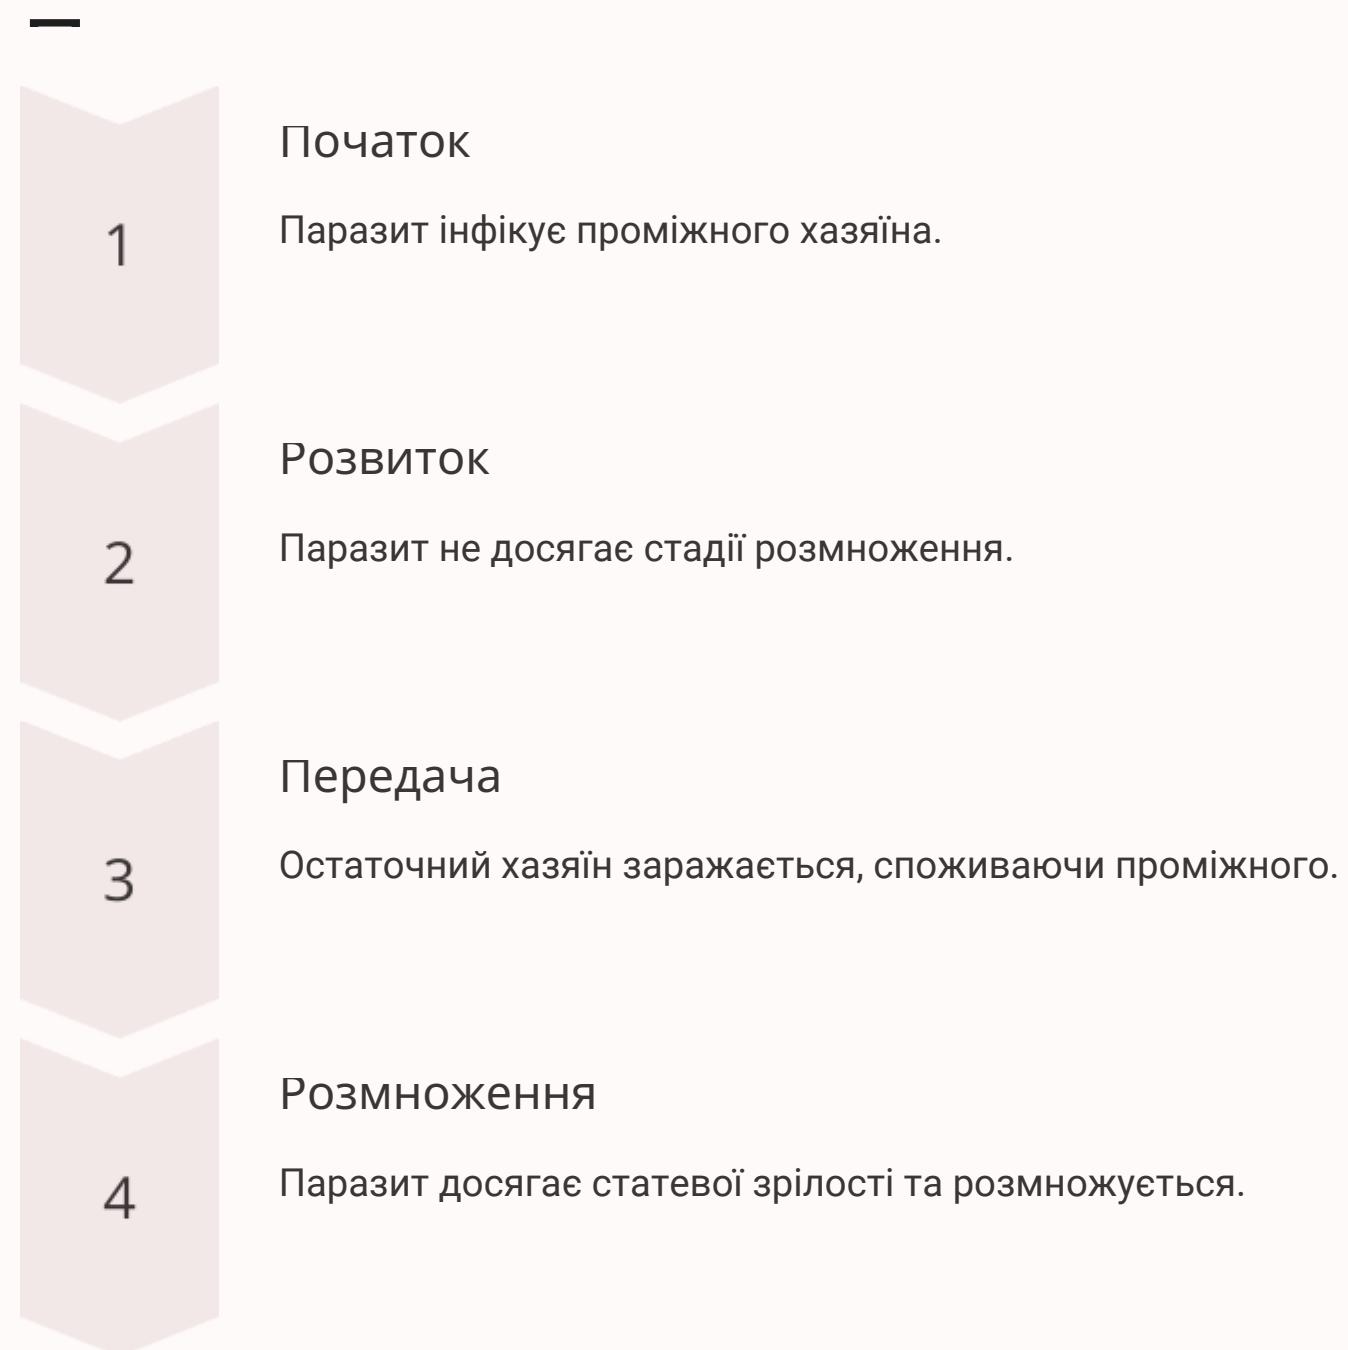 1
Початок
Паразит інфікує проміжного хазяїна.
2
Розвиток
Паразит не досягає стадії розмноження.
3
Передача
Остаточний хазяїн заражається, споживаючи проміжного.
4
Розмноження
Паразит досягає статевої зрілості та розмножується.